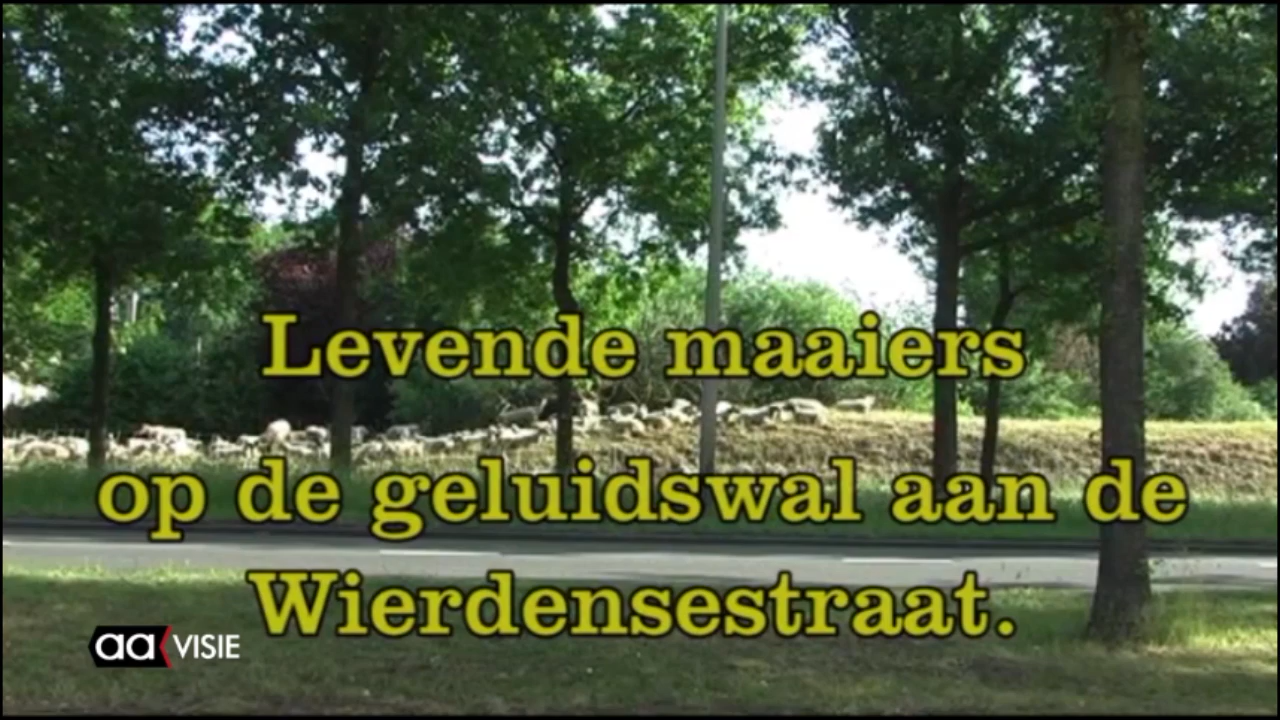 Levende maaiers
op de geluidswal aan de
Wierdensestraat.
aa VISIE